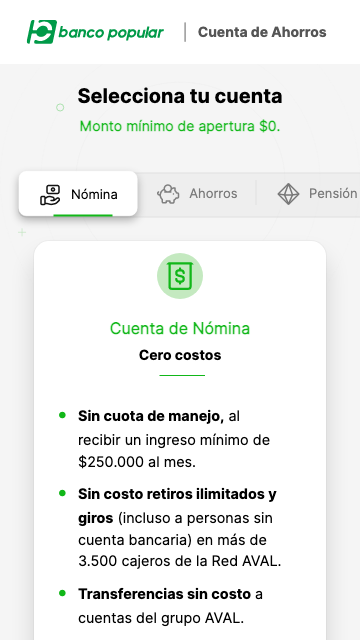 banco popular
Cuenta de Ahorros
Selecciona tu cuenta
Monto mínimo de apertura $0.
Nómina
Ahorros
Pensión
Cuenta de Nómina
Cero costos
Sin cuota de manejo, al
recibir un ingreso mínimo de
$250.000 al mes.
Sin costo retiros ilimitados y
giros (incluso a personas sin
cuenta bancaria) en más de
3.500 cajeros de la Red AVAL.
Transferencias sin costo a
cuentas del grupo AVAL.